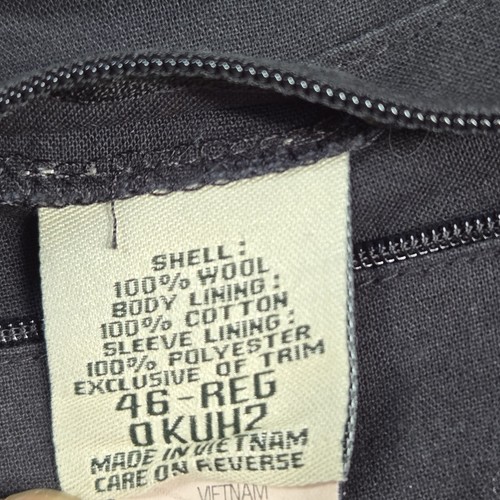 SHELL:
100% WOOL
BODY LINING:
100% COTTON
SLEEVE LINING:
100% POLYESTER
EXCLUSIVE OF TRIM
46-REG
0KUH2
MADE IN VIETNAM
CARE ON REVERSE
VIETNAM